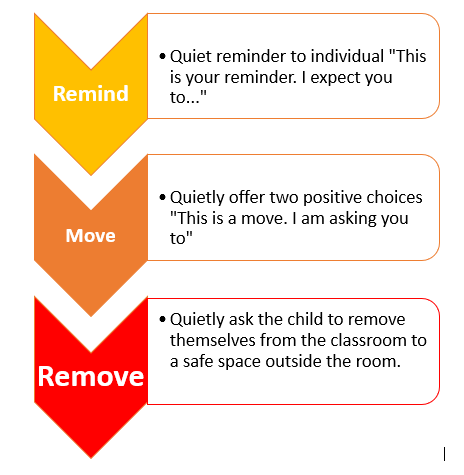 Remind
• Quiet reminder to individual "This
is your reminder. I expect you
to..."
Move
• Quietly offer two positive choices
"This is a move. I am asking you
to"
Remove
• Quietly ask the child to remove
themselves from the classroom to
a safe space outside the room.